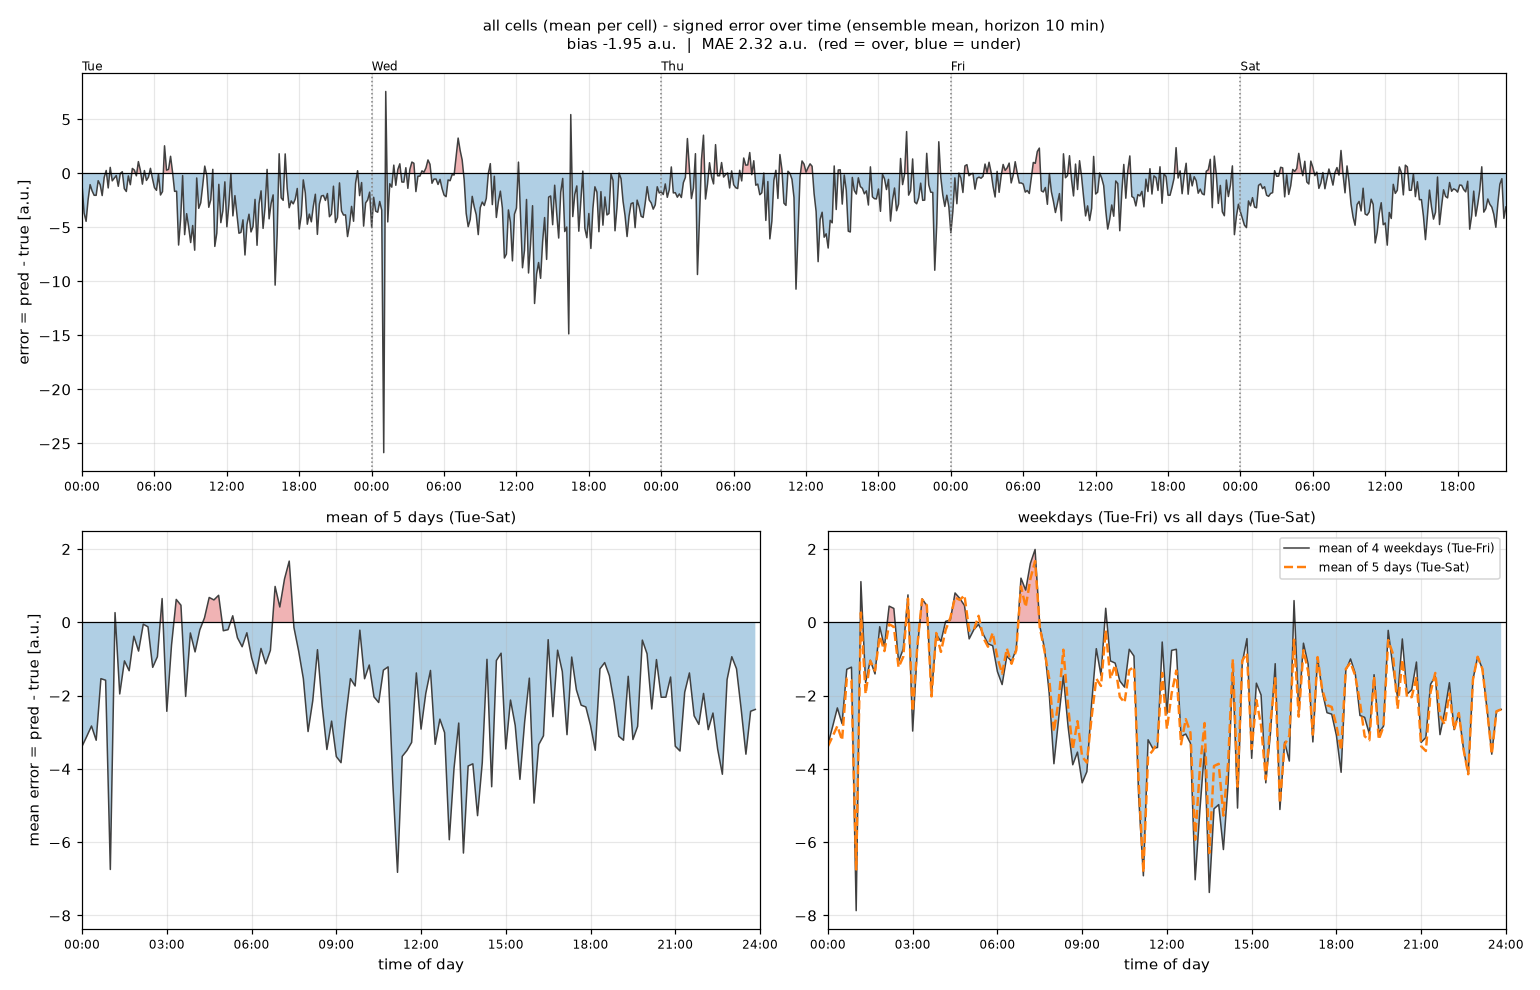 all cells (mean per cell) - signed error over time (ensemble mean, horizon 10 min)
bias -1.95 a.u.  |  MAE 2.32 a.u.  (red = over, blue = under)
Tue Wed Thu Fri Sat
error = pred - true [a.u.]
5
0
−5
−10
−15
−20
−25
00:00 06:00 12:00 18:00 00:00 06:00 12:00 18:00 00:00 06:00 12:00 18:00 00:00 06:00 12:00 18:00 00:00 06:00 12:00 18:00
mean of 5 days (Tue-Sat)
mean error = pred - true [a.u.]
2
0
−2
−4
−6
−8
00:00 03:00 06:00 09:00 12:00 15:00 18:00 21:00 24:00
time of day
weekdays (Tue-Fri) vs all days (Tue-Sat)
mean of 4 weekdays (Tue-Fri)
mean of 5 days (Tue-Sat)
2
0
−2
−4
−6
−8
00:00 03:00 06:00 09:00 12:00 15:00 18:00 21:00 24:00
time of day